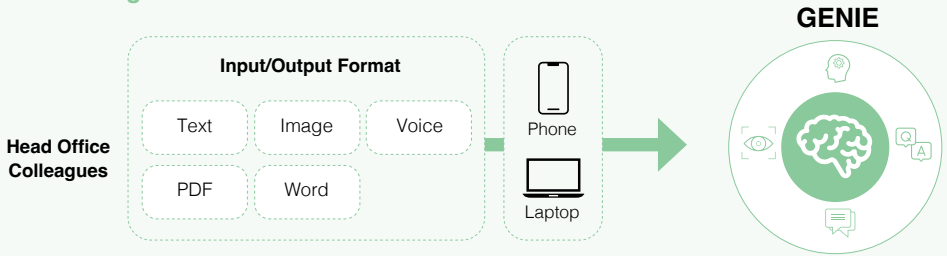 GENIE
Input/Output Format
Text
Image
Voice
Phone
Head Office
Colleagues
PDF
Word
Laptop
Q
A